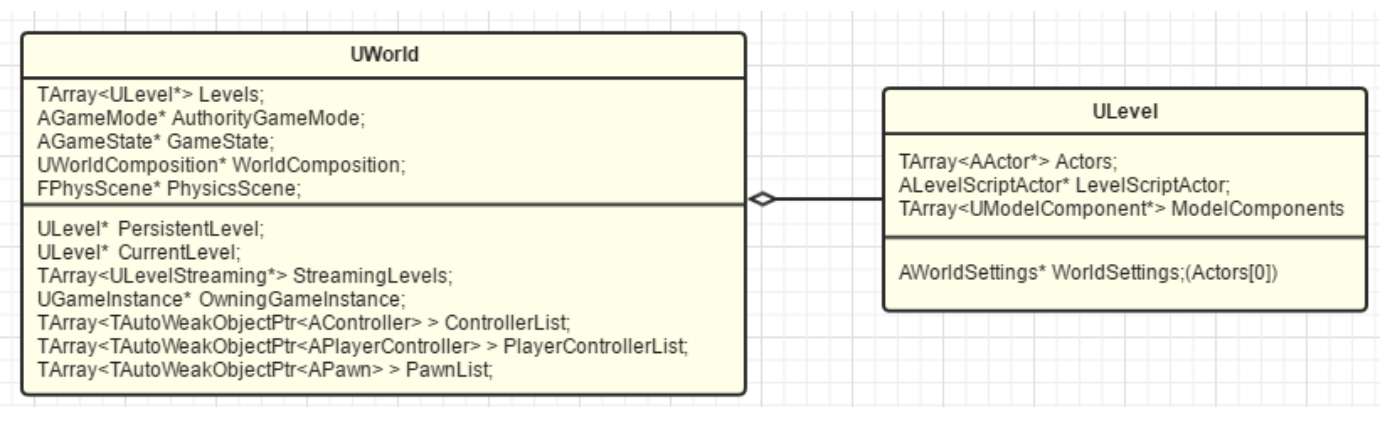 UWorld
TArray<ULevel*> Levels;
AGameMode* AuthorityGameMode;
AGameState* GameState;
UWorldComposition* WorldComposition;
FPhysScene* PhysicsScene;
ULevel* PersistentLevel;
ULevel* CurrentLevel;
TArray<ULevelStreaming*> StreamingLevels;
UGameInstance* OwningGameInstance;
TArray<TAutoWeakObjectPtr<AController> > ControllerList;
TArray<TAutoWeakObjectPtr<APlayerController> > PlayerControllerList;
TArray<TAutoWeakObjectPtr<APawn> > PawnList;
ULevel
TArray<AActor*> Actors;
ALevelScriptActor* LevelScriptActor;
TArray<UModelComponent*> ModelComponents
AWorldSettings* WorldSettings;(Actors[0])